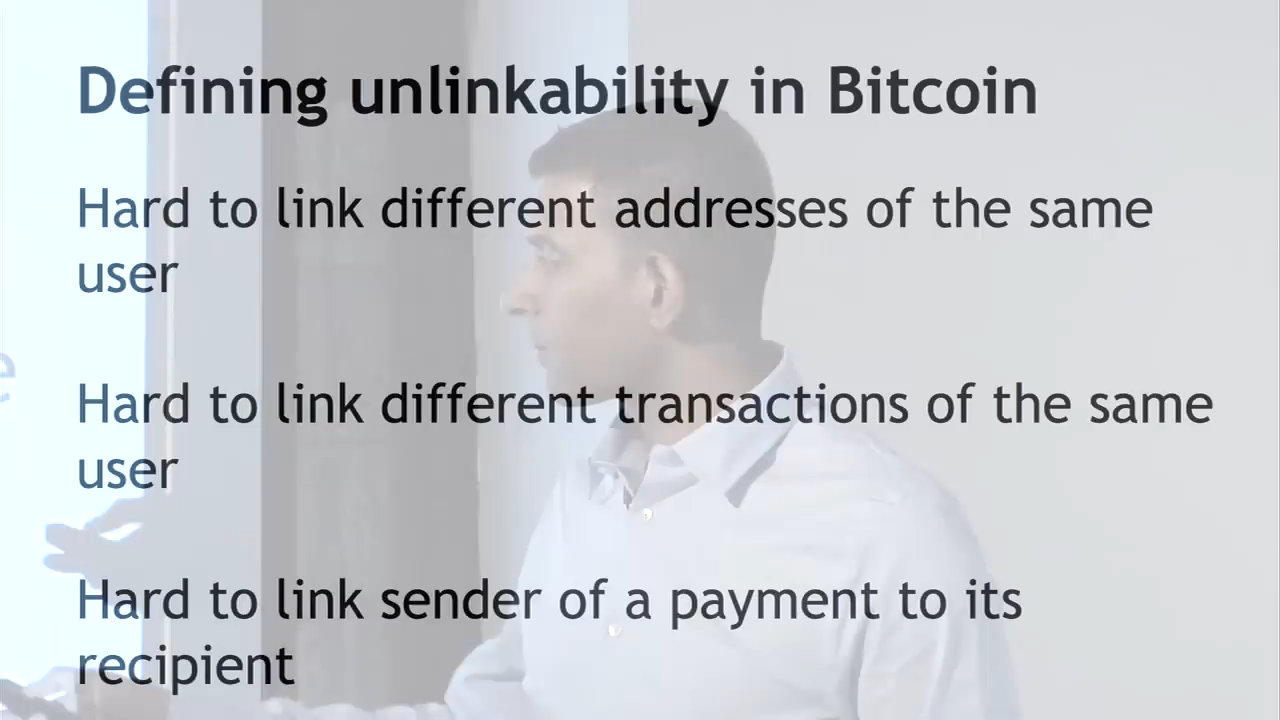 Defining unlinkability in Bitcoin
Hard to link different addresses of the same
user
e
Hard to link different transactions of the same
user
Hard to link sender of a payment to its
recipient